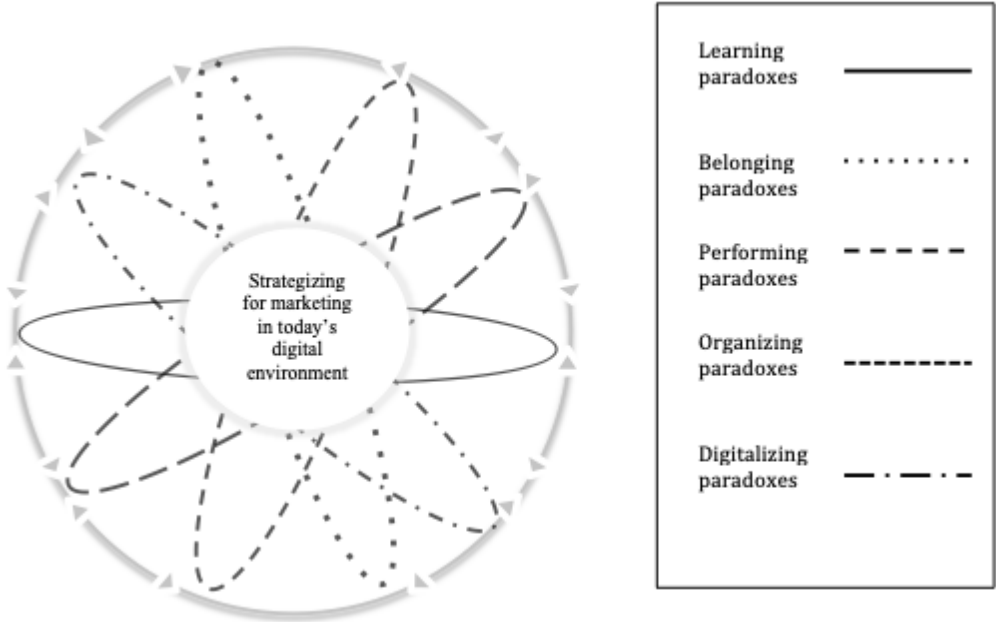 Strategizing
for marketing
in today’s
digital
environment
Learning
paradoxes
Belonging
paradoxes
Performing
paradoxes
Organizing
paradoxes
Digitalizing
paradoxes